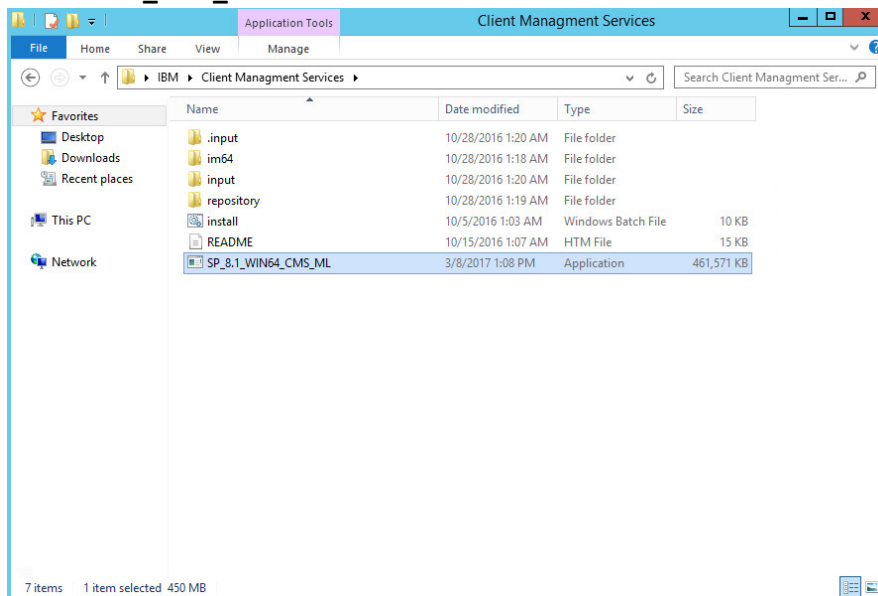 Application Tools Client Managment Services X
File Home Share View Manage
IBM Client Managment Services Search Client Managment Ser...
Favorites
Desktop
Downloads
Recent places
This PC
Network
Name Date modified Type Size
.input 10/28/2016 1:20 AM File folder
im64 10/28/2016 1:18 AM File folder
input 10/28/2016 1:20 AM File folder
repository 10/28/2016 1:19 AM File folder
install 10/5/2016 1:03 AM Windows Batch File 10 KB
README 10/15/2016 1:07 AM HTM File 15 KB
SP_8.1_WIN64_CMS_ML 3/8/2017 1:08 PM Application 461,571 KB
7 items 1 item selected 450 MB